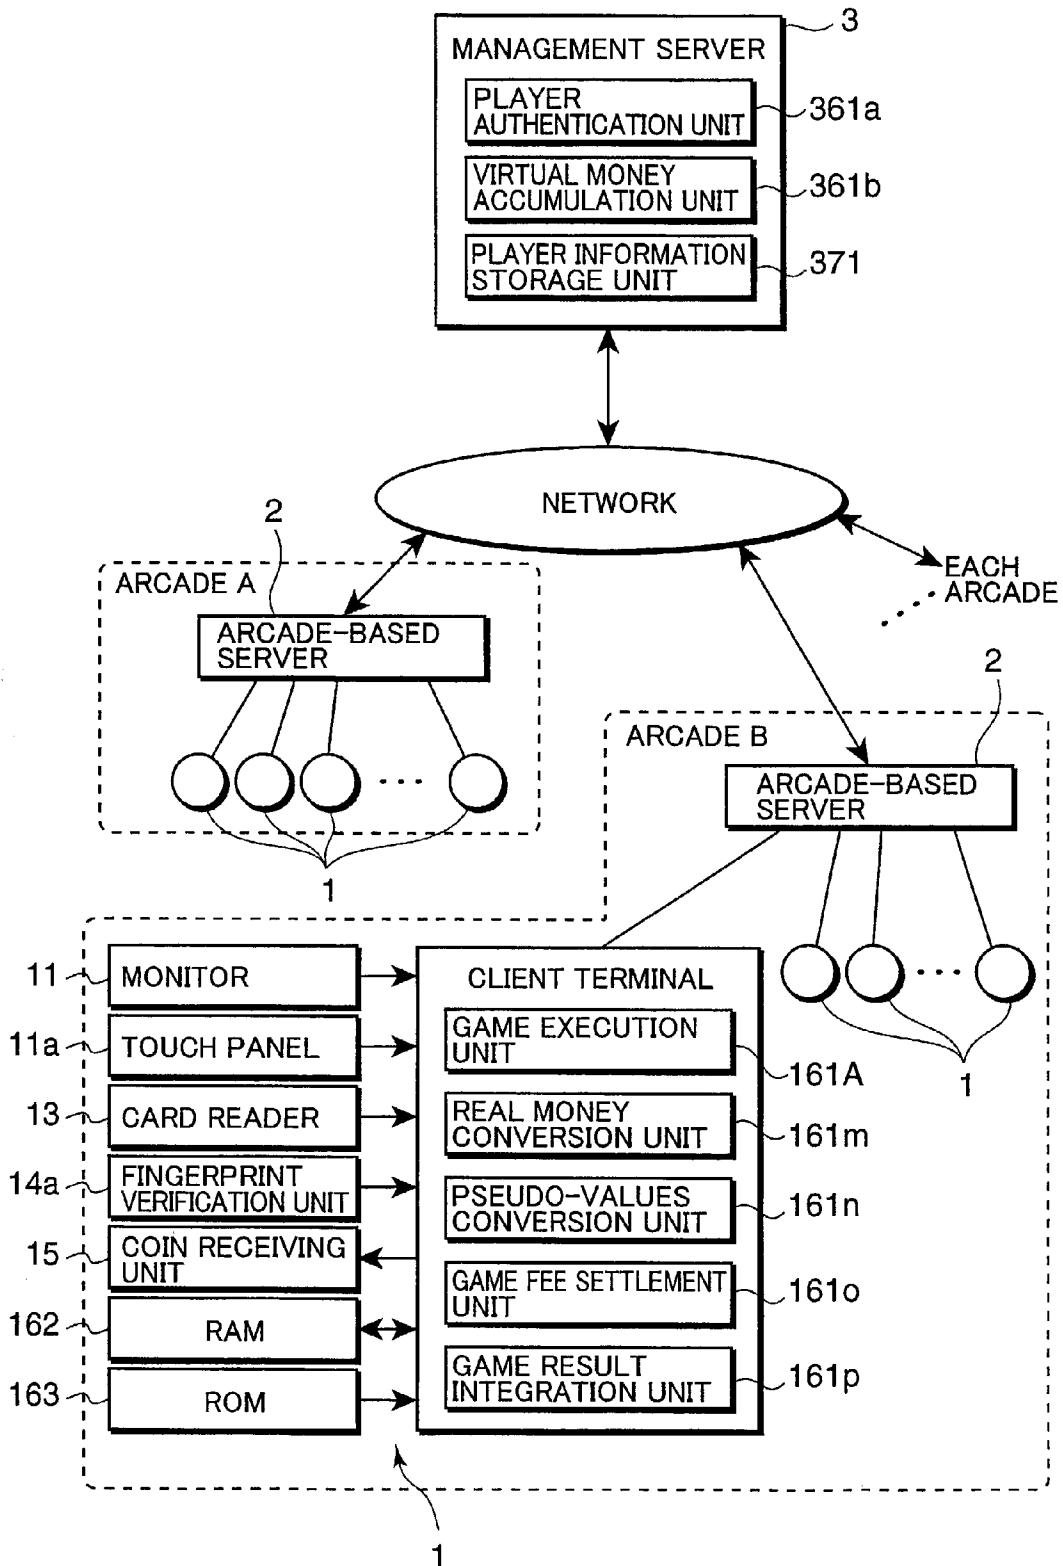 3
MANAGEMENT SERVER
PLAYER
AUTHENTICATION UNIT
361a
VIRTUAL MONEY
ACCUMULATION UNIT
361b
PLAYER INFORMATION
STORAGE UNIT
371
NETWORK
EACH
ARCADE
2
ARCADE A
ARCADE-BASED
SERVER
1
2
ARCADE B
ARCADE-BASED
SERVER
1
11
MONITOR
11a
TOUCH PANEL
13
CARD READER
14a
FINGERPRINT
VERIFICATION UNIT
15
COIN RECEIVING
UNIT
162
RAM
163
ROM
CLIENT TERMINAL
GAME EXECUTION
UNIT
161A
REAL MONEY
CONVERSION UNIT
161m
PSEUDO-VALUES
CONVERSION UNIT
161n
GAME FEE SETTLEMENT
UNIT
161o
GAME RESULT
INTEGRATION UNIT
161p
1